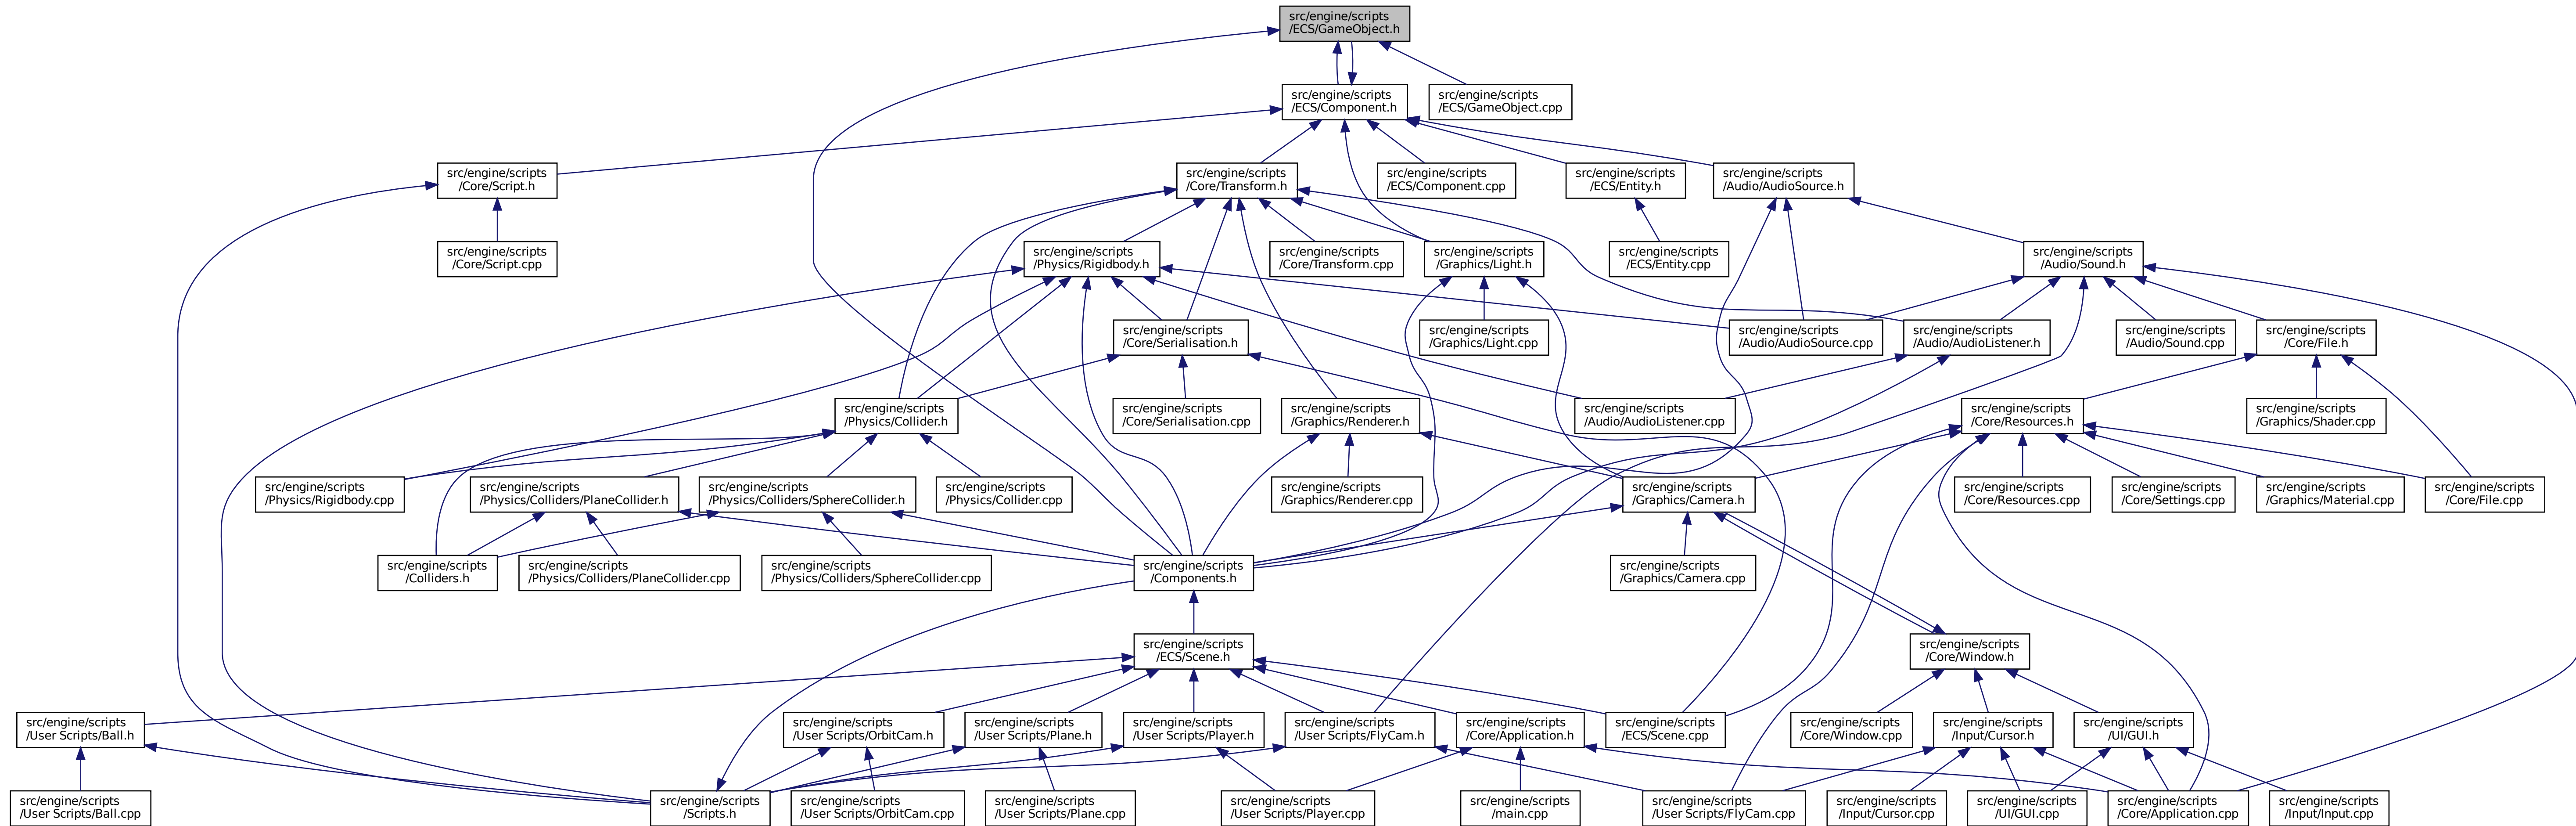 src/engine/scripts
/ECS/GameObject.h
src/engine/scripts
/ECS/Component.h
src/engine/scripts
/ECS/GameObject.cpp
src/engine/scripts
/Core/Script.h
src/engine/scripts
/Core/Transform.h
src/engine/scripts
/ECS/Component.cpp
src/engine/scripts
/ECS/Entity.h
src/engine/scripts
/Audio/AudioSource.h
src/engine/scripts
/Core/Script.cpp
src/engine/scripts
/Physics/Rigidbody.h
src/engine/scripts
/Core/Transform.cpp
src/engine/scripts
/Graphics/Light.h
src/engine/scripts
/ECS/Entity.cpp
src/engine/scripts
/Audio/Sound.h
src/engine/scripts
/Core/Serialisation.h
src/engine/scripts
/Graphics/Light.cpp
src/engine/scripts
/Audio/AudioSource.cpp
src/engine/scripts
/Audio/AudioListener.h
src/engine/scripts
/Audio/Sound.cpp
src/engine/scripts
/Core/File.h
src/engine/scripts
/Physics/Collider.h
src/engine/scripts
/Core/Serialisation.cpp
src/engine/scripts
/Graphics/Renderer.h
src/engine/scripts
/Audio/AudioListener.cpp
src/engine/scripts
/Core/Resources.h
src/engine/scripts
/Graphics/Shader.cpp
src/engine/scripts
/Physics/Rigidbody.cpp
src/engine/scripts
/Physics/Colliders/PlaneCollider.h
src/engine/scripts
/Physics/Colliders/SphereCollider.h
src/engine/scripts
/Physics/Collider.cpp
src/engine/scripts
/Graphics/Renderer.cpp
src/engine/scripts
/Graphics/Camera.h
src/engine/scripts
/Core/Resources.cpp
src/engine/scripts
/Core/Settings.cpp
src/engine/scripts
/Graphics/Material.cpp
src/engine/scripts
/Core/File.cpp
src/engine/scripts
/Colliders.h
src/engine/scripts
/Physics/Colliders/PlaneCollider.cpp
src/engine/scripts
/Physics/Colliders/SphereCollider.cpp
src/engine/scripts
/Components.h
src/engine/scripts
/Graphics/Camera.cpp
src/engine/scripts
/ECS/Scene.h
src/engine/scripts
/Core/Window.h
src/engine/scripts
/User Scripts/Ball.h
src/engine/scripts
/User Scripts/OrbitCam.h
src/engine/scripts
/User Scripts/Plane.h
src/engine/scripts
/User Scripts/Player.h
src/engine/scripts
/User Scripts/FlyCam.h
src/engine/scripts
/Core/Application.h
src/engine/scripts
/ECS/Scene.cpp
src/engine/scripts
/Core/Window.cpp
src/engine/scripts
/Input/Cursor.h
src/engine/scripts
/UI/GUI.h
src/engine/scripts
/User Scripts/Ball.cpp
src/engine/scripts
/Scripts.h
src/engine/scripts
/User Scripts/OrbitCam.cpp
src/engine/scripts
/User Scripts/Plane.cpp
src/engine/scripts
/User Scripts/Player.cpp
src/engine/scripts
/main.cpp
src/engine/scripts
/User Scripts/FlyCam.cpp
src/engine/scripts
/Input/Cursor.cpp
src/engine/scripts
/UI/GUI.cpp
src/engine/scripts
/Core/Application.cpp
src/engine/scripts
/Input/Input.cpp